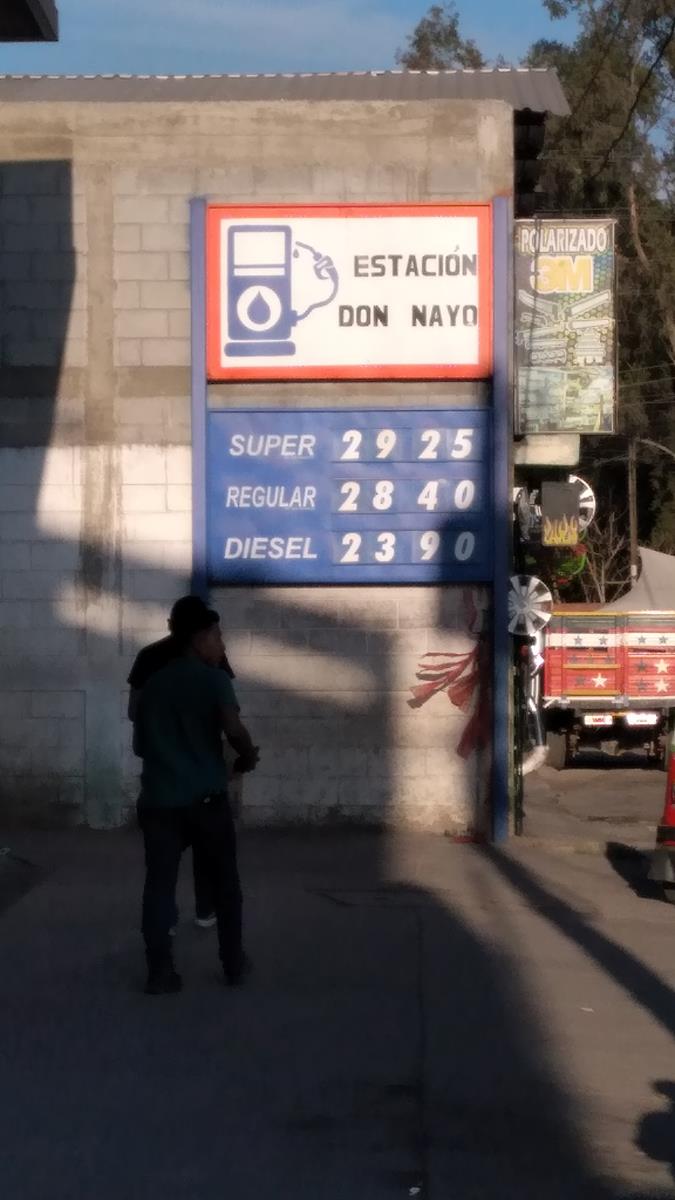 ESTACIÓN
DON NAYO
SUPER 29 25
REGULAR 28 40
DIESEL 23 90
POLARIZADO
3M